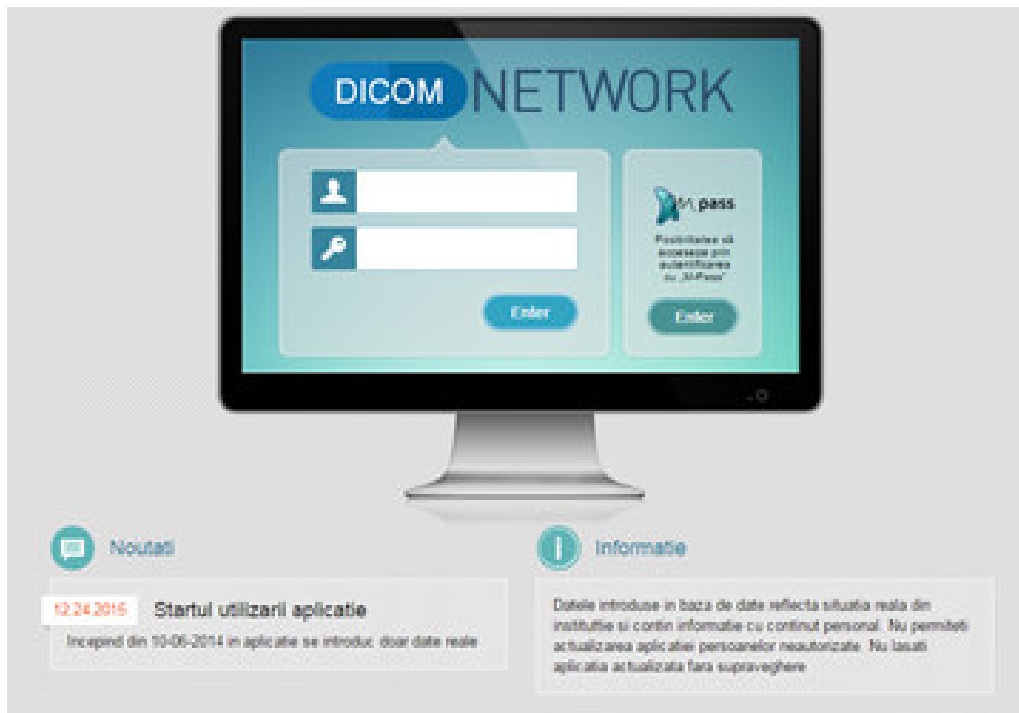 DICOM NETWORK
pass
Posibilitatea să
acceseze prin
autentificarea
cu „M-Pass”
Enter
Enter
Noutati
12.24.2015 Startul utilizarii aplicatie
Incepind din 10-06-2014 in aplicatie se introduc doar date reale
Informatie
Datele introduse in baza de date reflecta situatia reala din
institutie si contin informatie cu continut personal. Nu permiteti
actualizarea aplicatiei persoanelor neautorizate. Nu lasati
aplicatia actualizata fara supraveghere